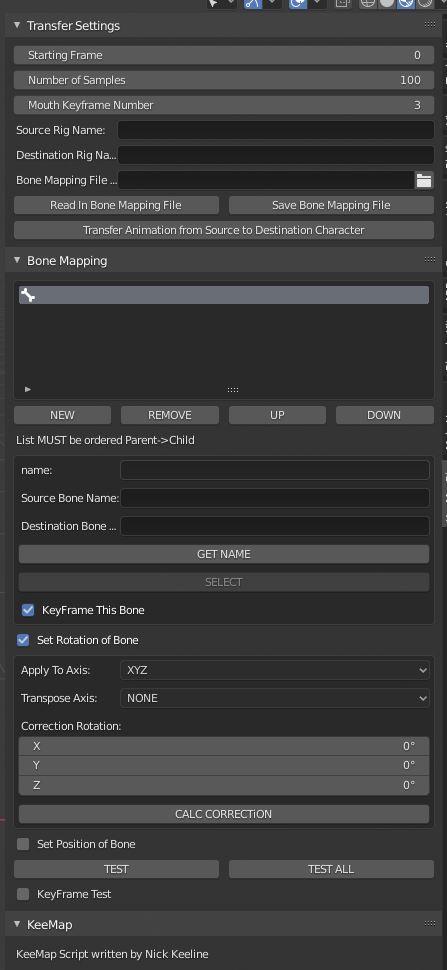 Transfer Settings
Starting Frame 0
Number of Samples 100
Mouth Keyframe Number 3
Source Rig Name:
Destination Rig Na...
Bone Mapping File ...
Read In Bone Mapping File Save Bone Mapping File
Transfer Animation from Source to Destination Character
Bone Mapping
NEW REMOVE UP DOWN
List MUST be ordered Parent->Child
name:
Source Bone Name:
Destination Bone ...
GET NAME
SELECT
KeyFrame This Bone
Set Rotation of Bone
Apply To Axis: XYZ
Transpose Axis: NONE
Correction Rotation:
X 0°
Y 0°
Z 0°
CALC CORRECTiON
Set Position of Bone
TEST TEST ALL
KeyFrame Test
KeeMap
KeeMap Script written by Nick Keeline